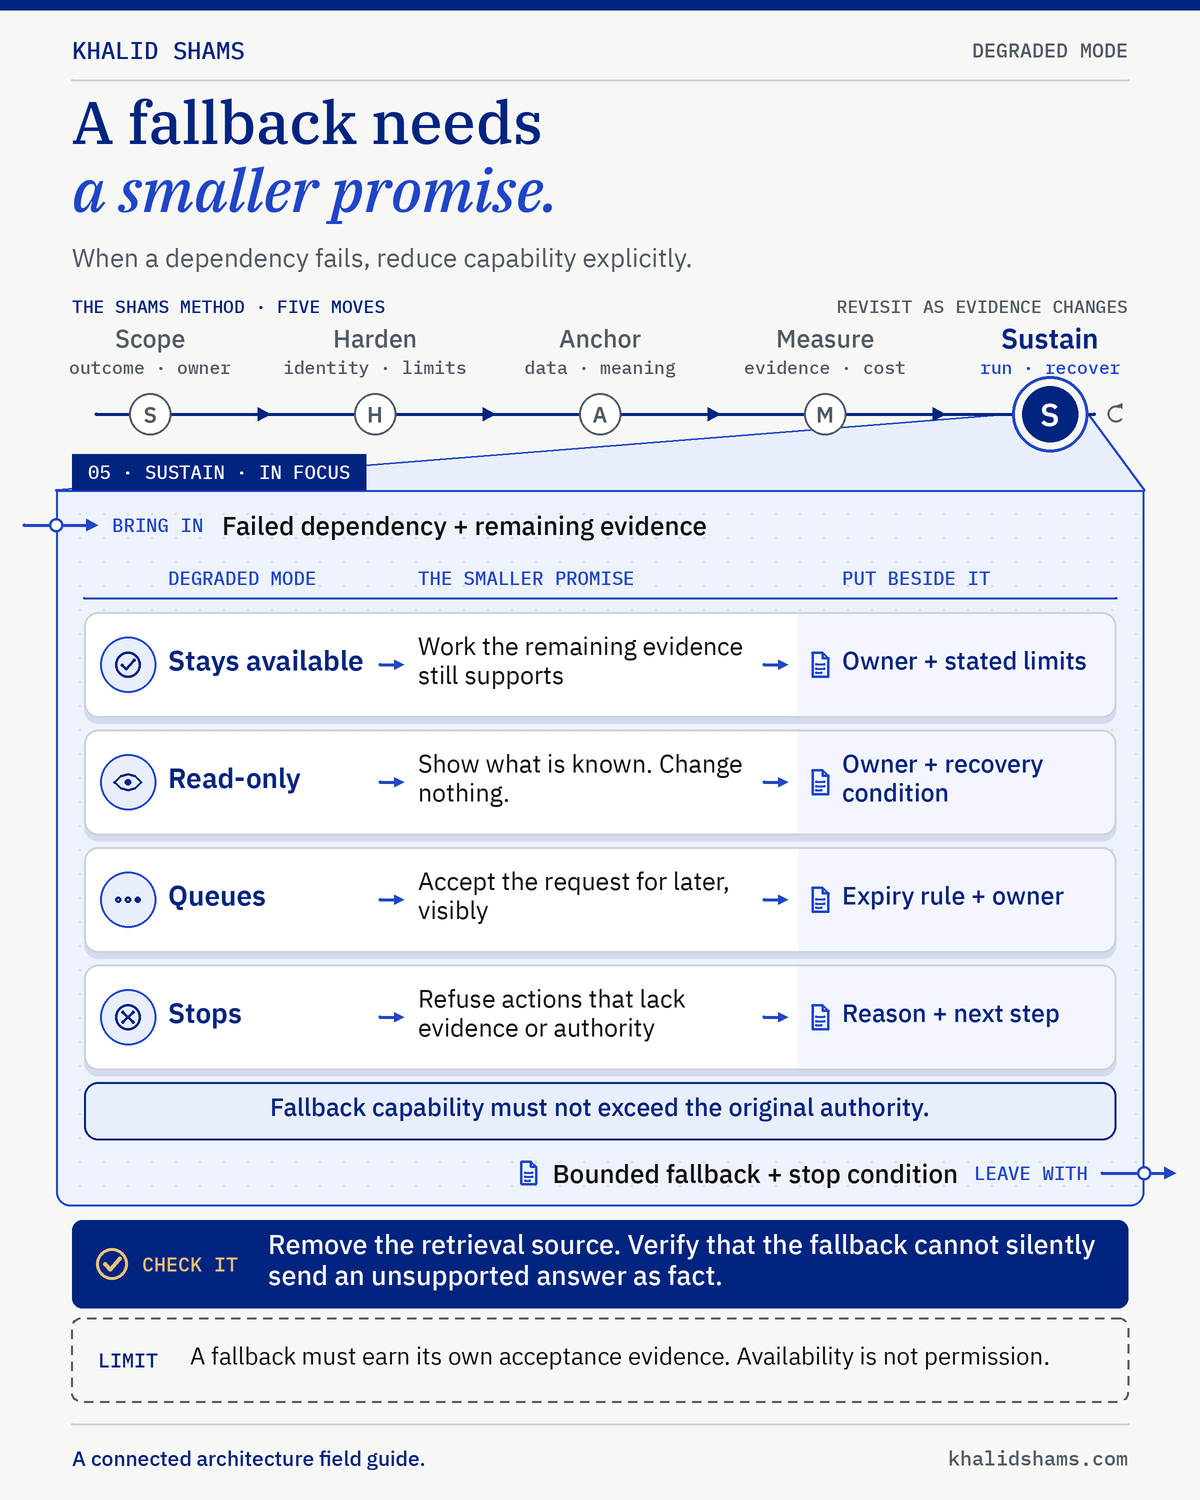 KHALID SHAMS
DEGRADED MODE
A fallback needs
a smaller promise.
When a dependency fails, reduce capability explicitly.
THE SHAMS METHOD · FIVE MOVES
REVISIT AS EVIDENCE CHANGES
Scope
outcome · owner
Harden
identity · limits
Anchor
data · meaning
Measure
evidence · cost
Sustain
run · recover
S
H
A
M
S
05 · SUSTAIN · IN FOCUS
BRING IN Failed dependency + remaining evidence
DEGRADED MODE
THE SMALLER PROMISE
PUT BESIDE IT
Stays available
Work the remaining evidence
still supports
Owner + stated limits
Read-only
Show what is known. Change
nothing.
Owner + recovery
condition
Queues
Accept the request for later,
visibly
Expiry rule + owner
Stops
Refuse actions that lack
evidence or authority
Reason + next step
Fallback capability must not exceed the original authority.
Bounded fallback + stop condition LEAVE WITH
CHECK IT
Remove the retrieval source. Verify that the fallback cannot silently
send an unsupported answer as fact.
LIMIT
A fallback must earn its own acceptance evidence. Availability is not permission.
A connected architecture field guide.
khalidshams.com